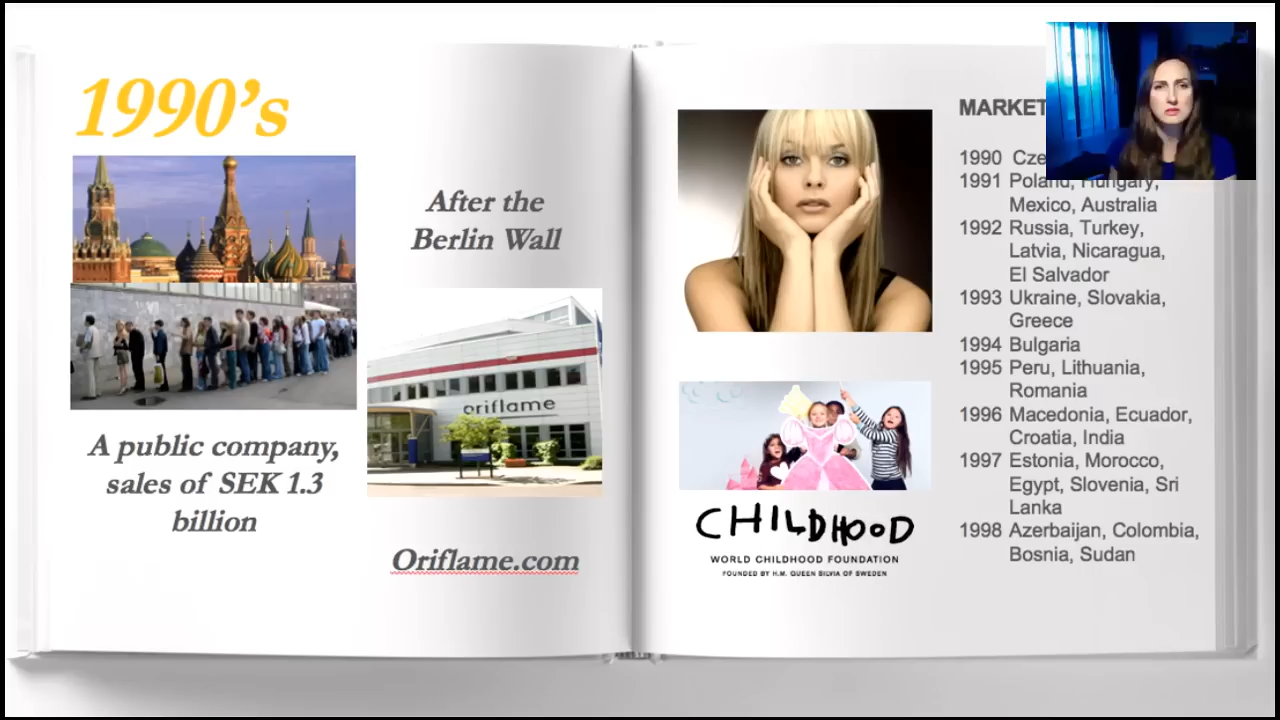 1990's
After the
Berlin Wall
oriflame
A public company,
sales of SEK 1.3
billion
Oriflame.com
CHILDHOOD
WORLD CHILDHOOD FOUNDATION
FOUNDED BY H.M. QUEEN SILVIA OF SWEDEN
1990
1991 Poland, Hungary,
Mexico, Australia
1992 Russia, Turkey,
Latvia, Nicaragua,
El Salvador
1993 Ukraine, Slovakia,
Greece
1994 Bulgaria
1995 Peru, Lithuania,
Romania
1996 Macedonia, Ecuador,
Croatia, India
1997 Estonia, Morocco,
Egypt, Slovenia, Sri
Lanka
1998 Azerbaijan, Colombia,
Bosnia, Sudan